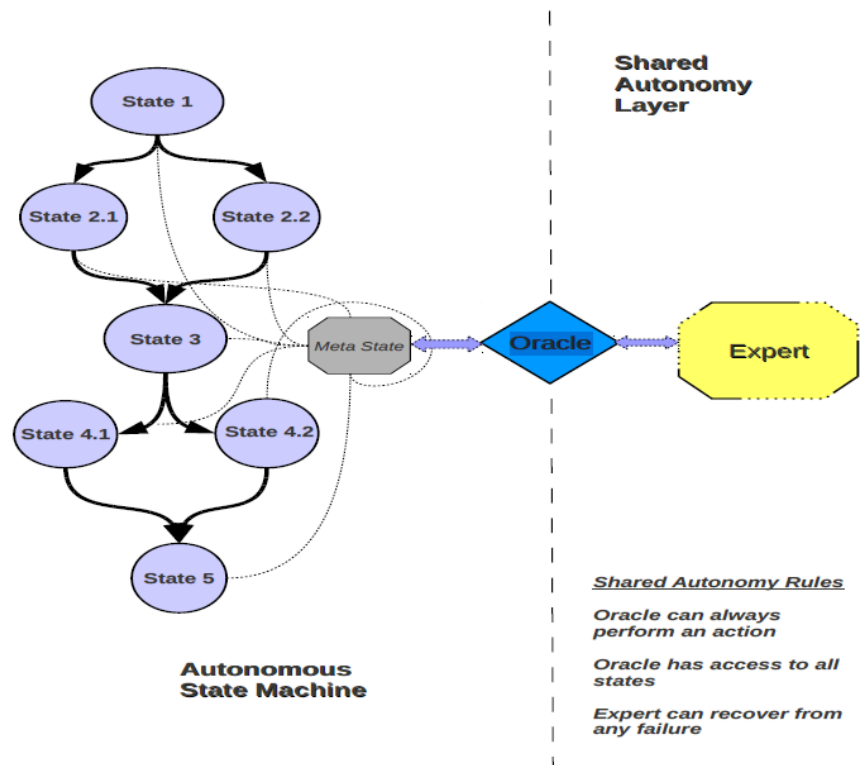 Shared
Autonomy
Layer
State 1
State 2.1
State 2.2
State 3
Meta State
Oracle
Expert
State 4.1
State 4.2
State 5
Shared Autonomy Rules
Oracle can always
perform an action
Oracle has access to all
states
Expert can recover from
any failure
Autonomous
State Machine